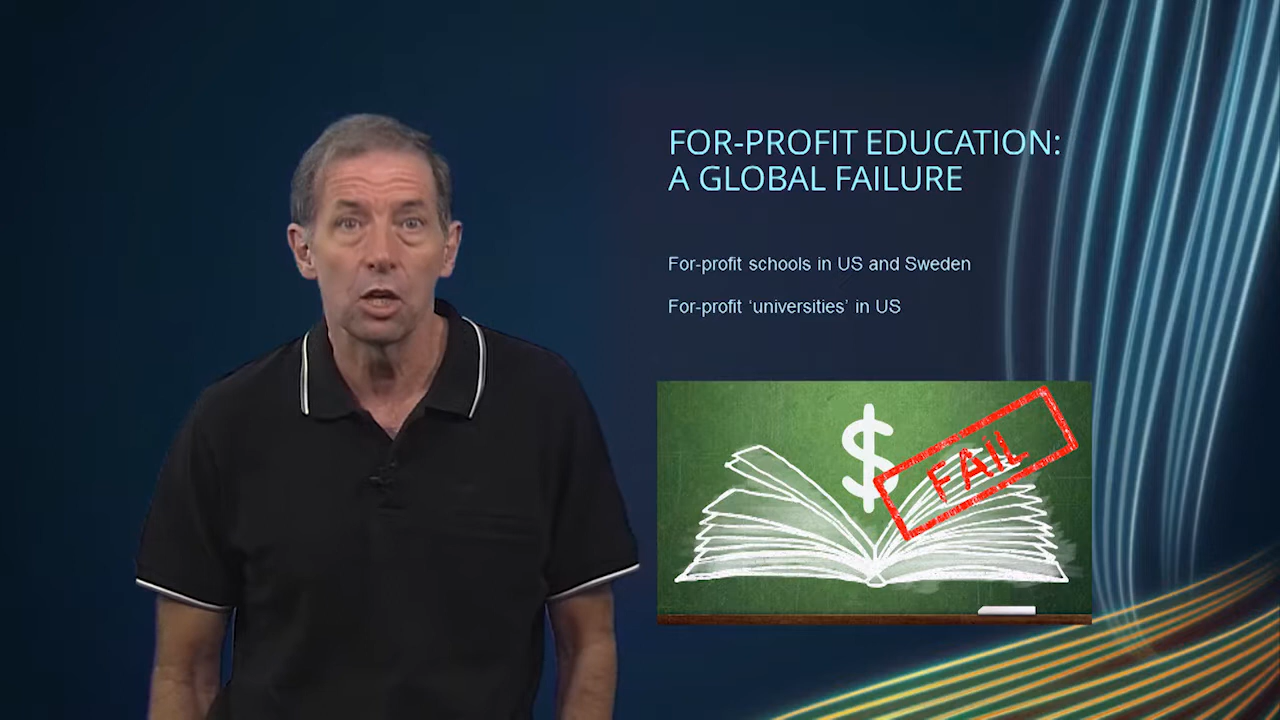 FOR-PROFIT EDUCATION:
A GLOBAL FAILURE
For-profit schools in US and Sweden
For-profit ‘universities’ in US
$
FAiL